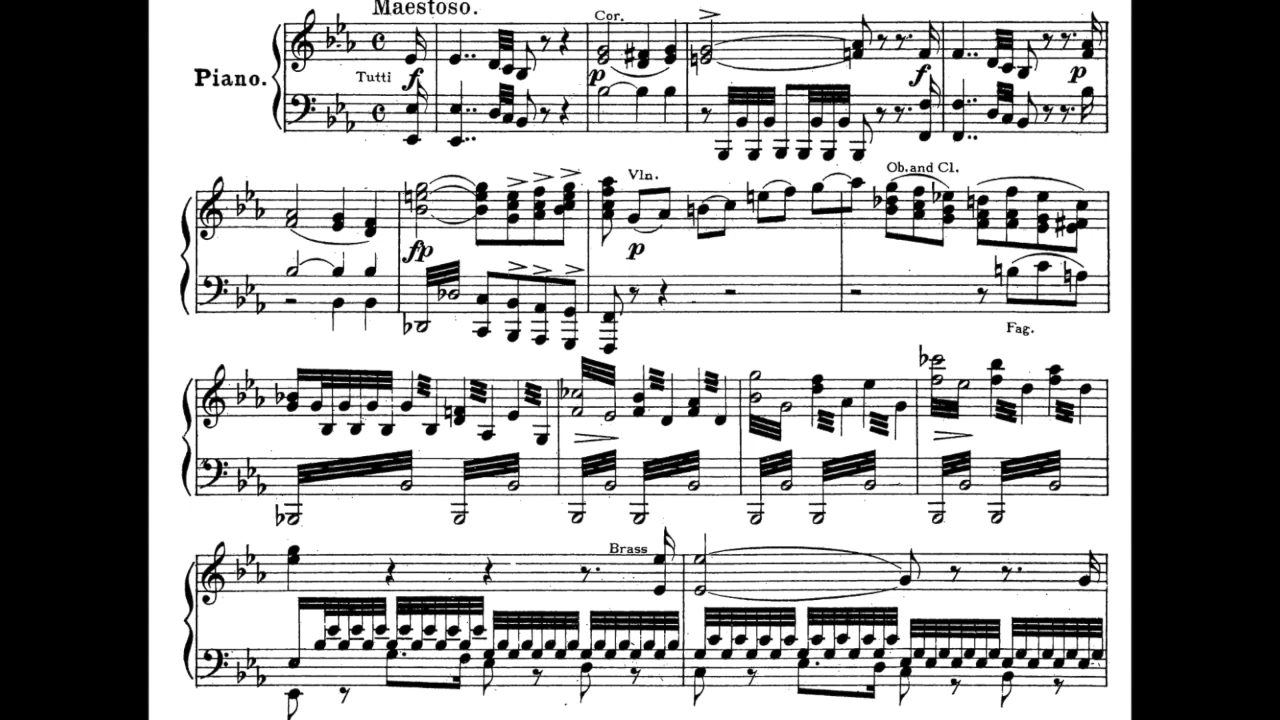 Maestoso.
Cor.
Piano.
Tutti
f
p
f
p
Vln.
Ob. and Cl.
fp
p
Fag.
Brass